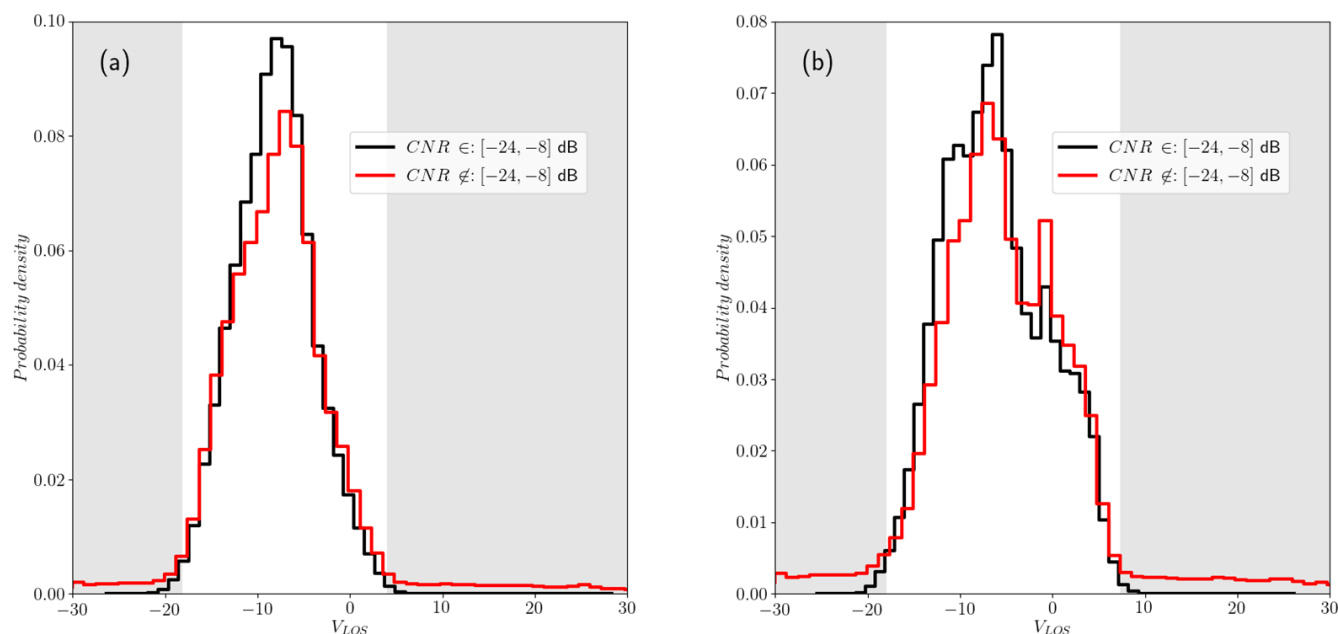 (a)
0.10
0.08
0.06
0.04
0.02
0.00
Probability density
CNR ∈: [−24, −8] dB
CNR ∉: [−24, −8] dB
−30 −20 −10 0 10 20 30
V_LOS
(b)
0.08
0.07
0.06
0.05
0.04
0.03
0.02
0.01
0.00
Probability density
CNR ∈: [−24, −8] dB
CNR ∉: [−24, −8] dB
−30 −20 −10 0 10 20 30
V_LOS